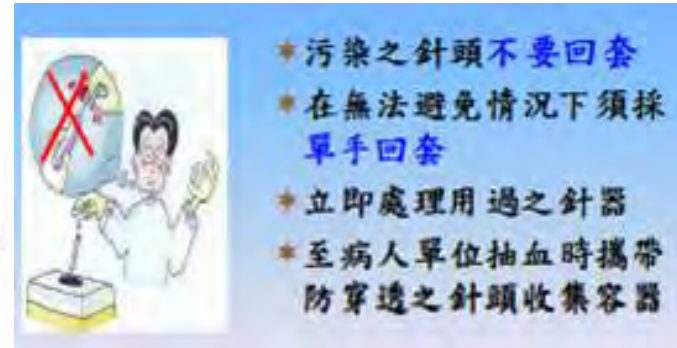 *污染之針頭不要回套
*在無法避免情況下須採
單手回套
*立即處理用過之針器
*至病人單位抽血時攜帶
防穿透之針頭收集容器